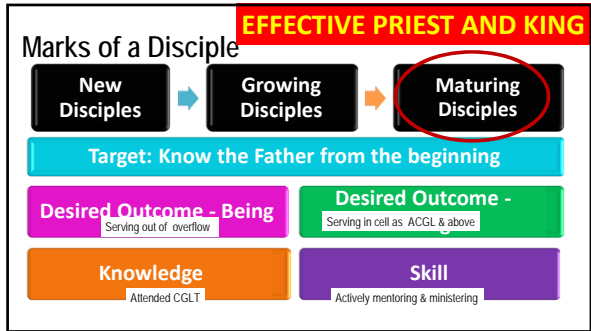 EFFECTIVE PRIEST AND KING
Marks of a Disciple
New
Disciples
Growing
Disciples
Maturing
Disciples
Target: Know the Father from the beginning
Desired Outcome - Being
Serving out of overflow
Desired Outcome -
Serving in cell as ACGL & above
Knowledge
Attended CGLT
Skill
Actively mentoring & ministering